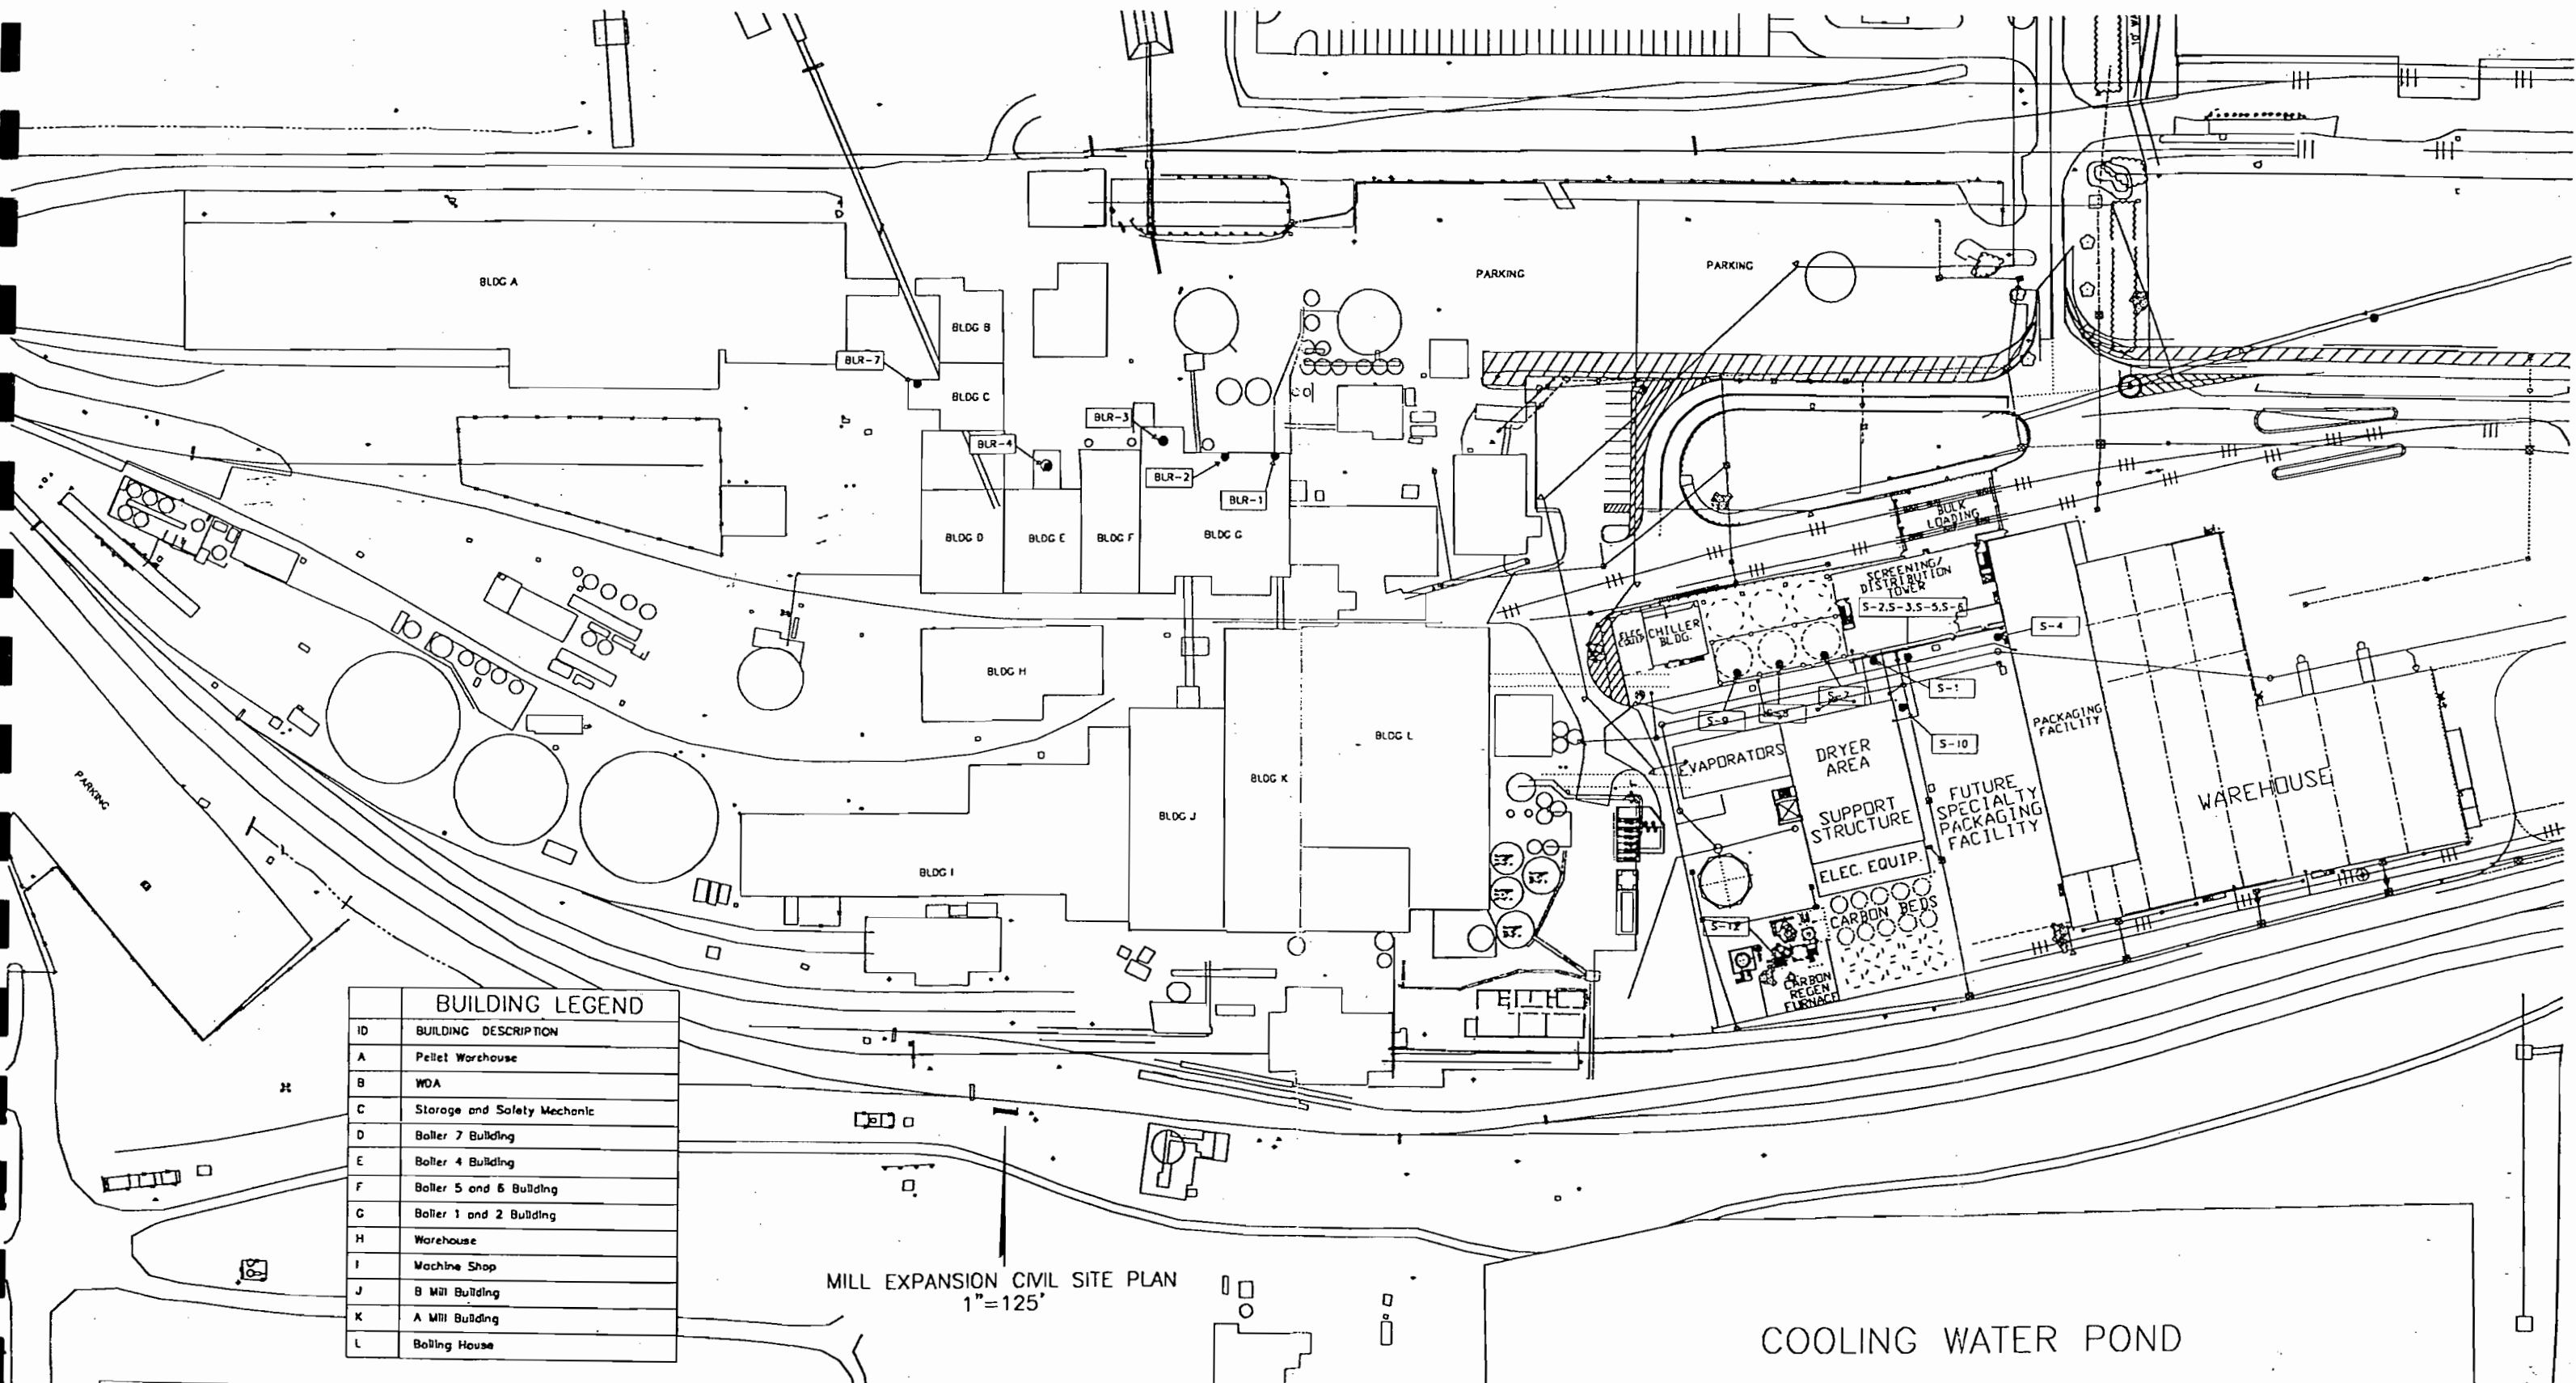 BLDG A
PARKING
PARKING
BLDG B
BLR-7
BLDG C
BLR-3
BLR-4
BLR-2
BLR-1
BLDG D
BLDG E
BLDG F
BLDG G
BULK
LOADING
SCREENING/
DISTRIBUTION
TOWER
S-2,S-3,S-5,S-6
S-4
CHILLER
BLDG.
BLDG H
S-7
S-1
S-9
S-10
BLDG L
BLDG K
BLDG J
BLDG I
EVAPORATORS
DRYER
AREA
SUPPORT
STRUCTURE
FUTURE
SPECIALTY
PACKAGING
FACILITY
PACKAGING
FACILITY
WAREHOUSE
PARKING
ELEC. EQUIP.
CARBON BEDS
S-12
CARBON
REGEN
FURNACE
BUILDING LEGEND
ID BUILDING DESCRIPTION
A Pellet Warehouse
B WDA
C Storage and Safety Mechanic
D Boiler 7 Building
E Boiler 4 Building
F Boiler 5 and 6 Building
G Boiler 1 and 2 Building
H Warehouse
I Machine Shop
J B Mill Building
K A Mill Building
L Boiling House
MILL EXPANSION CIVIL SITE PLAN
1"=125'
COOLING WATER POND